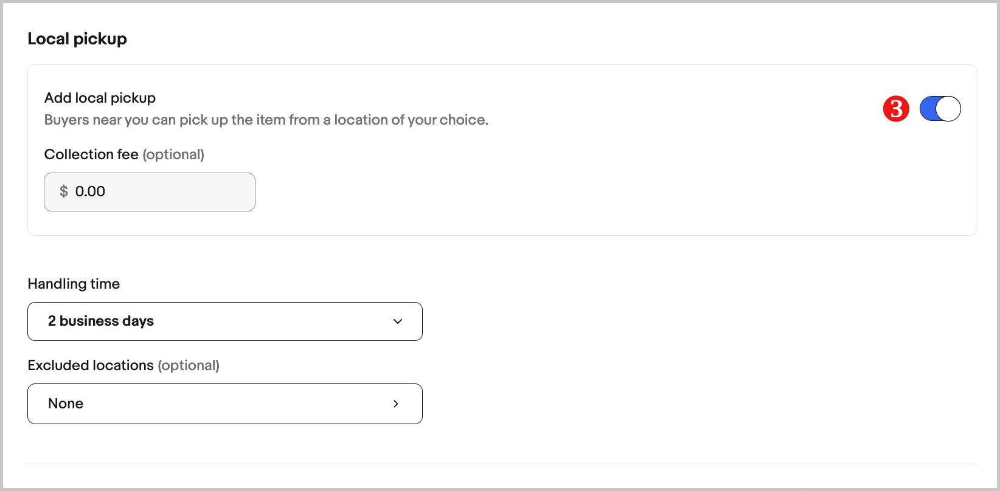 Local pickup
Add local pickup
3
Buyers near you can pick up the item from a location of your choice.
Collection fee (optional)
$ 0.00
Handling time
2 business days
Excluded locations (optional)
None